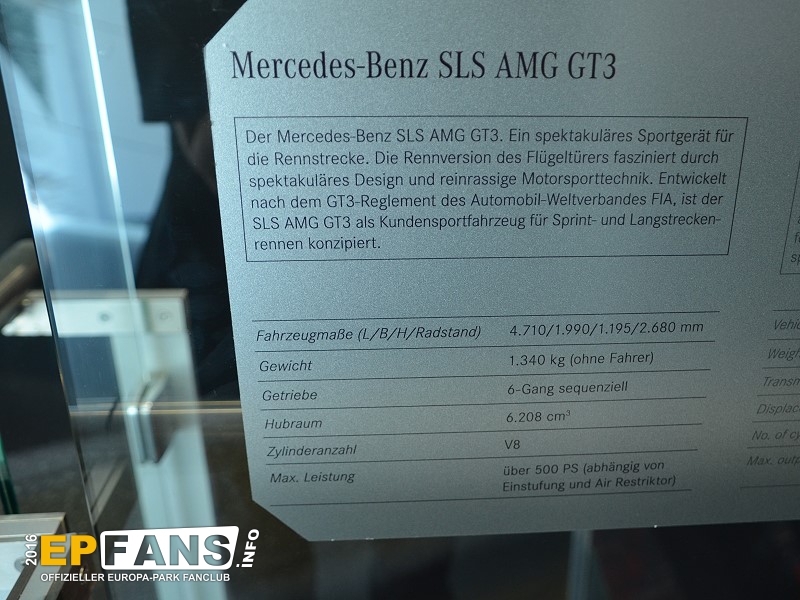 Mercedes-Benz SLS AMG GT3
Der Mercedes-Benz SLS AMG GT3. Ein spektakuläres Sportgerät für
die Rennstrecke. Die Rennversion des Flügeltürers fasziniert durch
spektakuläres Design und reinrassige Motorsporttechnik. Entwickelt
nach dem GT3-Reglement des Automobil-Weltverbandes FIA, ist der
SLS AMG GT3 als Kundensportfahrzeug für Sprint- und Langstrecken-
rennen konzipiert.
Fahrzeugmaße (L/B/H/Radstand) 4.710/1.990/1.195/2.680 mm
Gewicht 1.340 kg (ohne Fahrer)
Getriebe 6-Gang sequenziell
Hubraum 6.208 cm³
Zylinderanzahl V8
Max. Leistung über 500 PS (abhängig von
Einstufung und Air Restriktor)
No. of
Max.
2016 EPFANS.INFO
OFFIZIELLER EUROPA-PARK FANCLUB